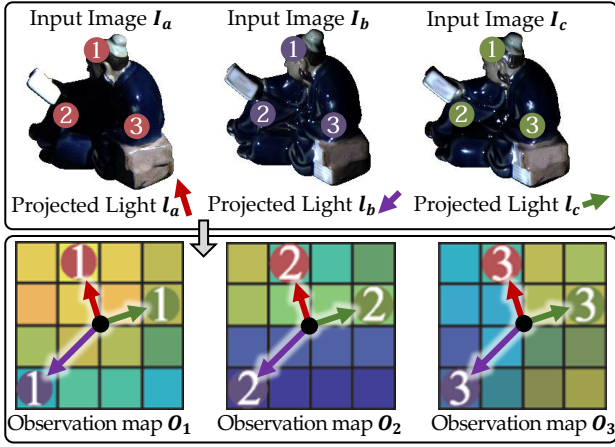 Input Image I_a Input Image I_b Input Image I_c
1 1 1
2 3 2 3 2 3
Projected Light l_a Projected Light l_b Projected Light l_c
1 2 3
1 2 3
1 2 3
Observation map O_1 Observation map O_2 Observation map O_3